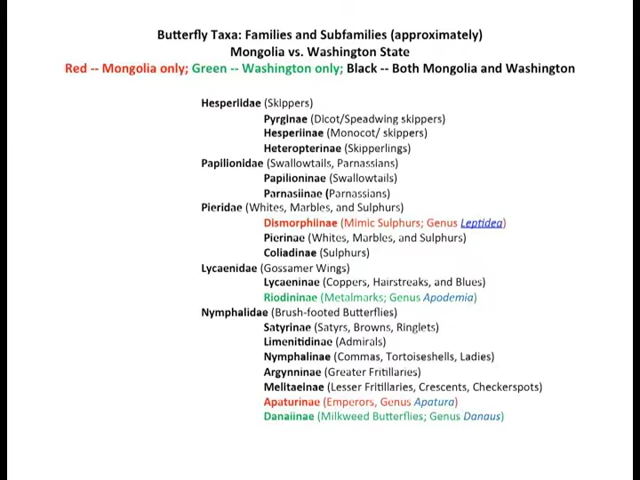 Butterfly Taxa: Families and Subfamilies (approximately)
Mongolia vs. Washington State
Red -- Mongolia only; Green -- Washington only; Black -- Both Mongolia and Washington
Hesperiidae (Skippers)
Pyrginae (Dicot/Speadwing skippers)
Hesperiinae (Monocot/ skippers)
Heteropterinae (Skipperlings)
Papilionidae (Swallowtails, Parnassians)
Papilioninae (Swallowtails)
Parnasiinae (Parnassians)
Pieridae (Whites, Marbles, and Sulphurs)
Dismorphiinae (Mimic Sulphurs; Genus Leptidea)
Pierinae (Whites, Marbles, and Sulphurs)
Coliadinae (Sulphurs)
Lycaenidae (Gossamer Wings)
Lycaeninae (Coppers, Hairstreaks, and Blues)
Riodininae (Metalmarks; Genus Apodemia)
Nymphalidae (Brush-footed Butterflies)
Satyrinae (Satyrs, Browns, Ringlets)
Limenitidinae (Admirals)
Nymphalinae (Commas, Tortoiseshells, Ladies)
Argynninae (Greater Fritillaries)
Melitaeinae (Lesser Fritillaries, Crescents, Checkerspots)
Apaturinae (Emperors, Genus Apatura)
Danaiinae (Milkweed Butterflies; Genus Danaus)